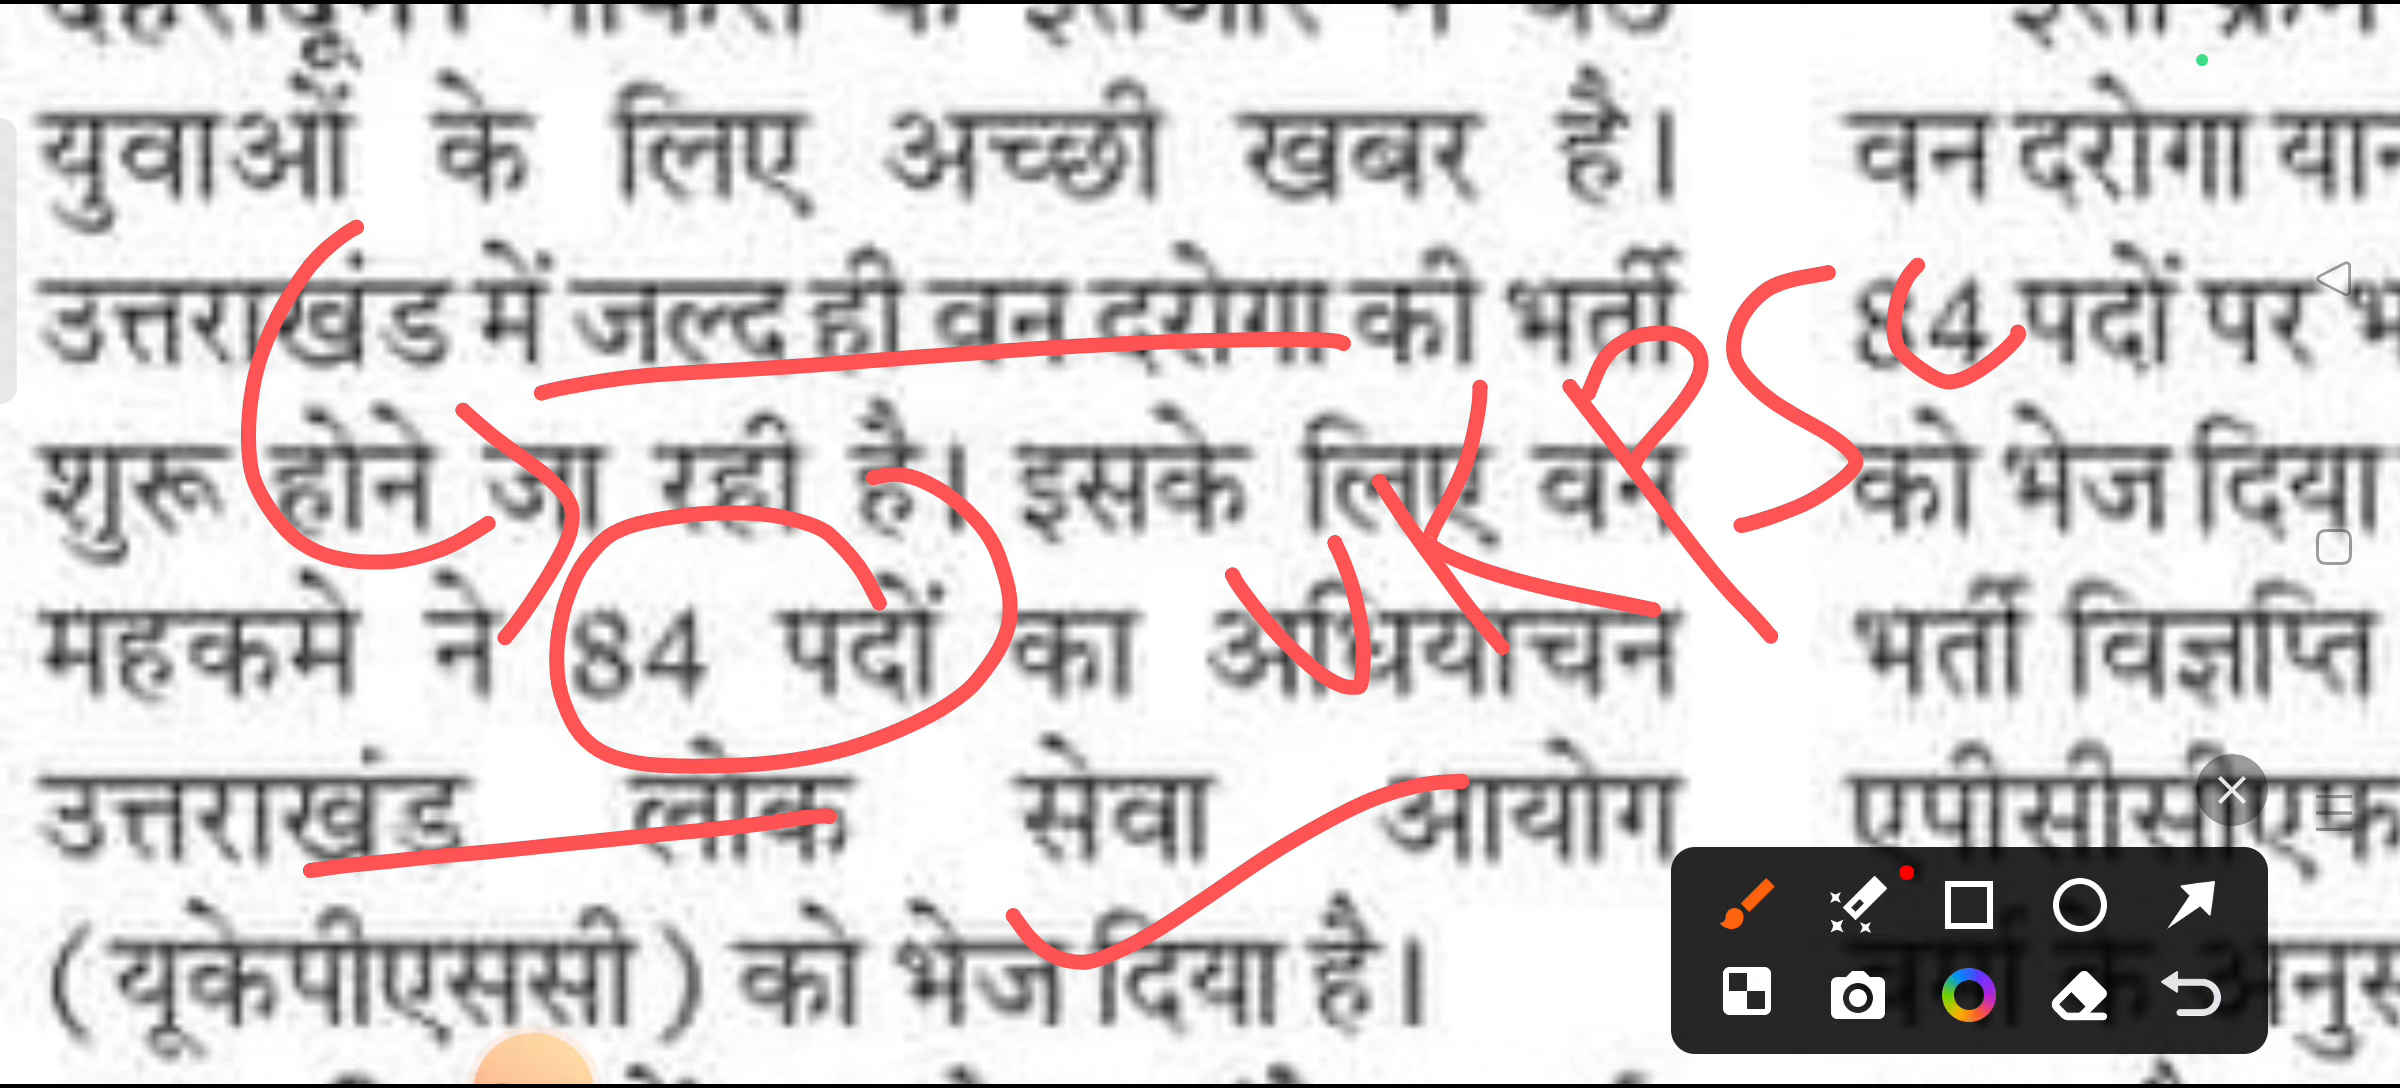 युवाओं के लिए अच्छी खबर है।
उत्तराखंड में जल्द ही वन दरोगा की भर्ती
शुरू होने जा रही है। इसके लिए वन
महकमे ने 84 पदों का अधियाचन
उत्तराखंड लोक सेवा आयोग
(यूकेपीएससी) को भेज दिया है।
UKPSC
वन दरोगा
84 पदों पर
को भेज दिया
भर्ती विज्ञप्ति